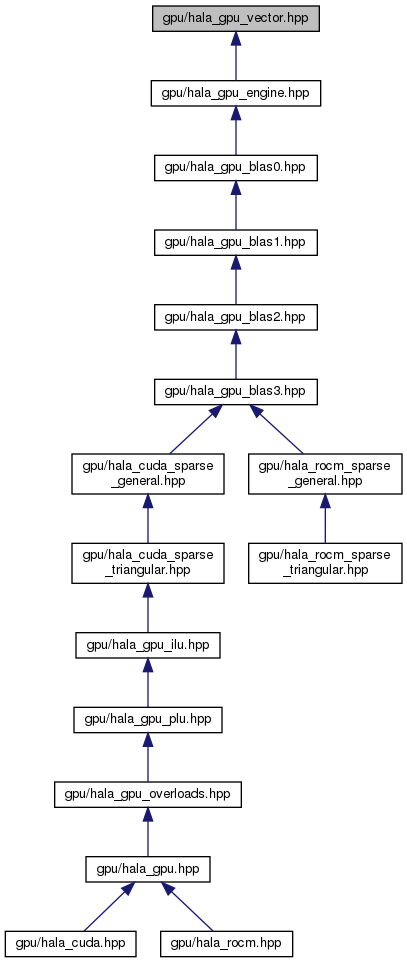 gpu/hala_gpu_vector.hpp
gpu/hala_gpu_engine.hpp
gpu/hala_gpu_blas0.hpp
gpu/hala_gpu_blas1.hpp
gpu/hala_gpu_blas2.hpp
gpu/hala_gpu_blas3.hpp
gpu/hala_cuda_sparse
_general.hpp
gpu/hala_rocm_sparse
_general.hpp
gpu/hala_cuda_sparse
_triangular.hpp
gpu/hala_rocm_sparse
_triangular.hpp
gpu/hala_gpu_ilu.hpp
gpu/hala_gpu_plu.hpp
gpu/hala_gpu_overloads.hpp
gpu/hala_gpu.hpp
gpu/hala_cuda.hpp
gpu/hala_rocm.hpp